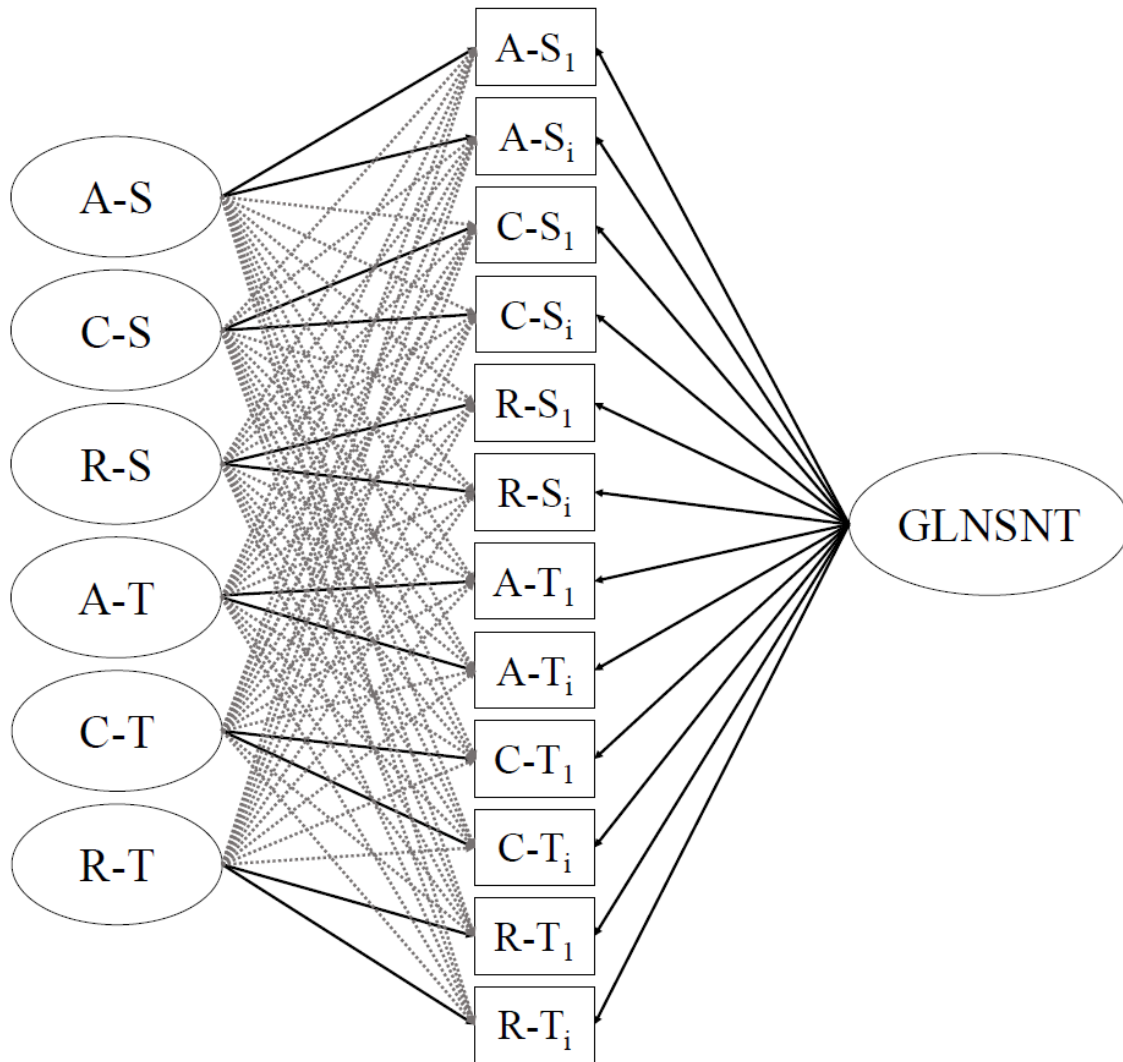 A-S
C-S
R-S
A-T
C-T
R-T
A-S₁
A-Sᵢ
C-S₁
C-Sᵢ
R-S₁
R-Sᵢ
A-T₁
A-Tᵢ
C-T₁
C-Tᵢ
R-T₁
R-Tᵢ
GLNSNT